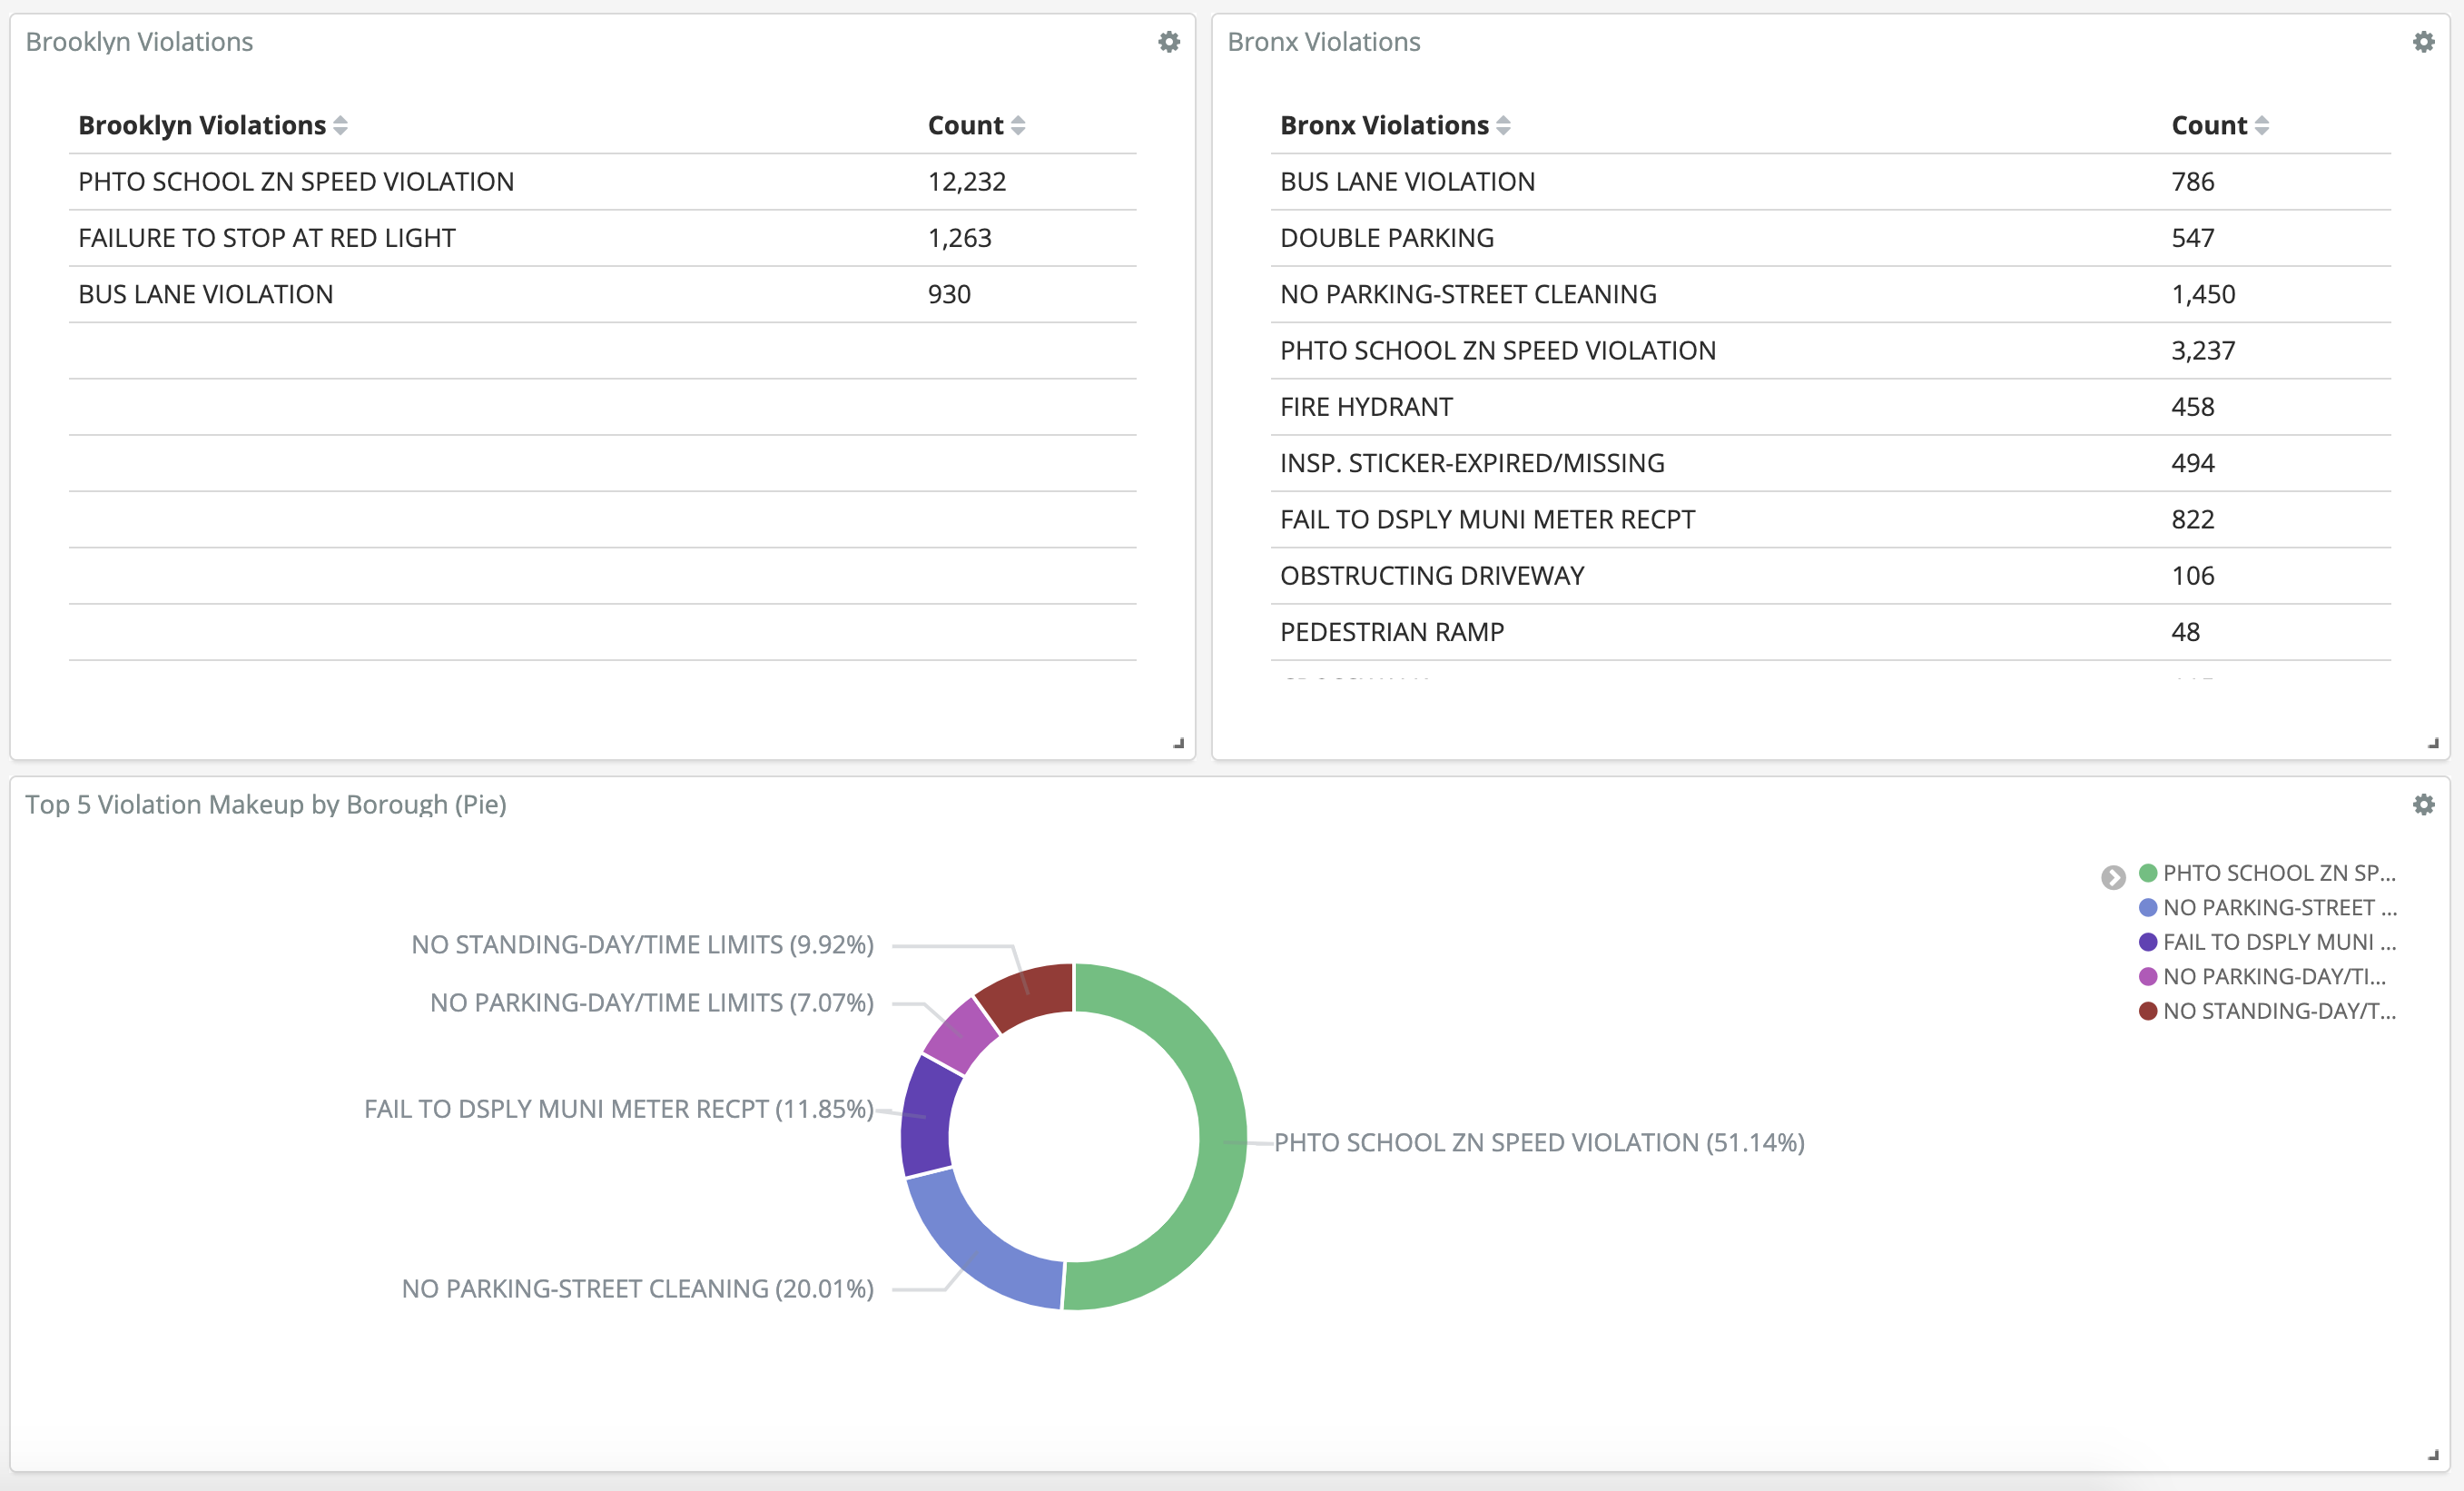 Brooklyn Violations
Brooklyn Violations Count
PHTO SCHOOL ZN SPEED VIOLATION 12,232
FAILURE TO STOP AT RED LIGHT 1,263
BUS LANE VIOLATION 930
Bronx Violations
Bronx Violations Count
BUS LANE VIOLATION 786
DOUBLE PARKING 547
NO PARKING-STREET CLEANING 1,450
PHTO SCHOOL ZN SPEED VIOLATION 3,237
FIRE HYDRANT 458
INSP. STICKER-EXPIRED/MISSING 494
FAIL TO DSPLY MUNI METER RECPT 822
OBSTRUCTING DRIVEWAY 106
PEDESTRIAN RAMP 48
Top 5 Violation Makeup by Borough (Pie)
NO STANDING-DAY/TIME LIMITS (9.92%)
NO PARKING-DAY/TIME LIMITS (7.07%)
FAIL TO DSPLY MUNI METER RECPT (11.85%)
NO PARKING-STREET CLEANING (20.01%)
PHTO SCHOOL ZN SPEED VIOLATION (51.14%)
PHTO SCHOOL ZN SP...
NO PARKING-STREET ...
FAIL TO DSPLY MUNI ...
NO PARKING-DAY/TI...
NO STANDING-DAY/T...